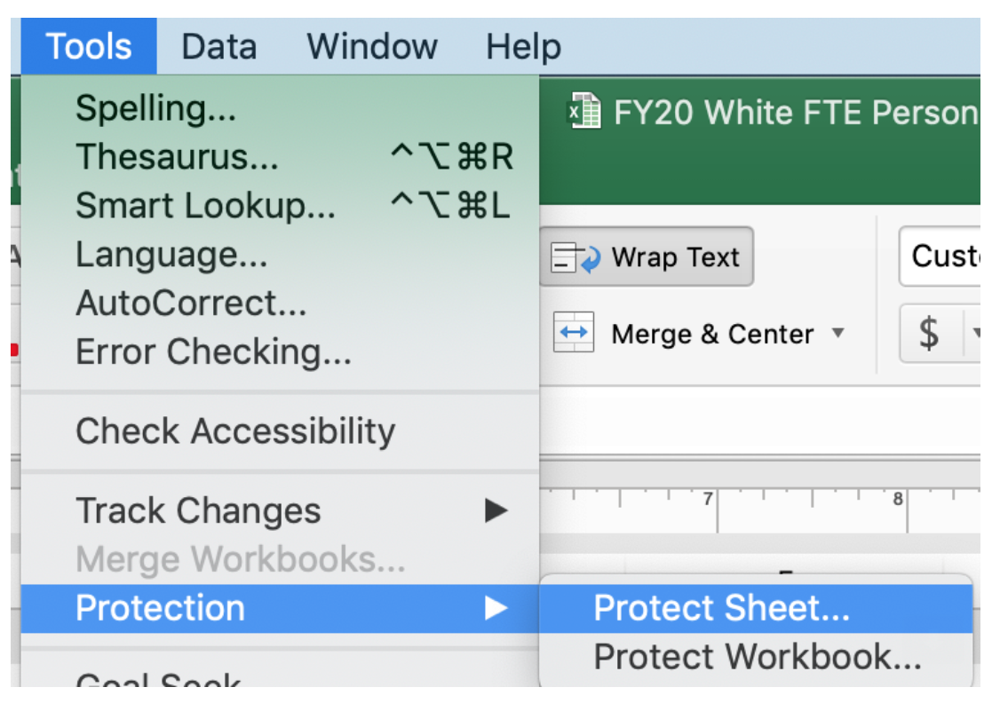 Tools Data Window Help
Spelling...
FY20 White FTE Person
Thesaurus... ^⌥⌘R
Smart Lookup... ^⌥⌘L
Language...
Wrap Text
AutoCorrect...
Error Checking...
Merge & Center
$
Check Accessibility
Track Changes
7 8
Merge Workbooks...
Protection
Protect Sheet...
Protect Workbook...
Goal Seek